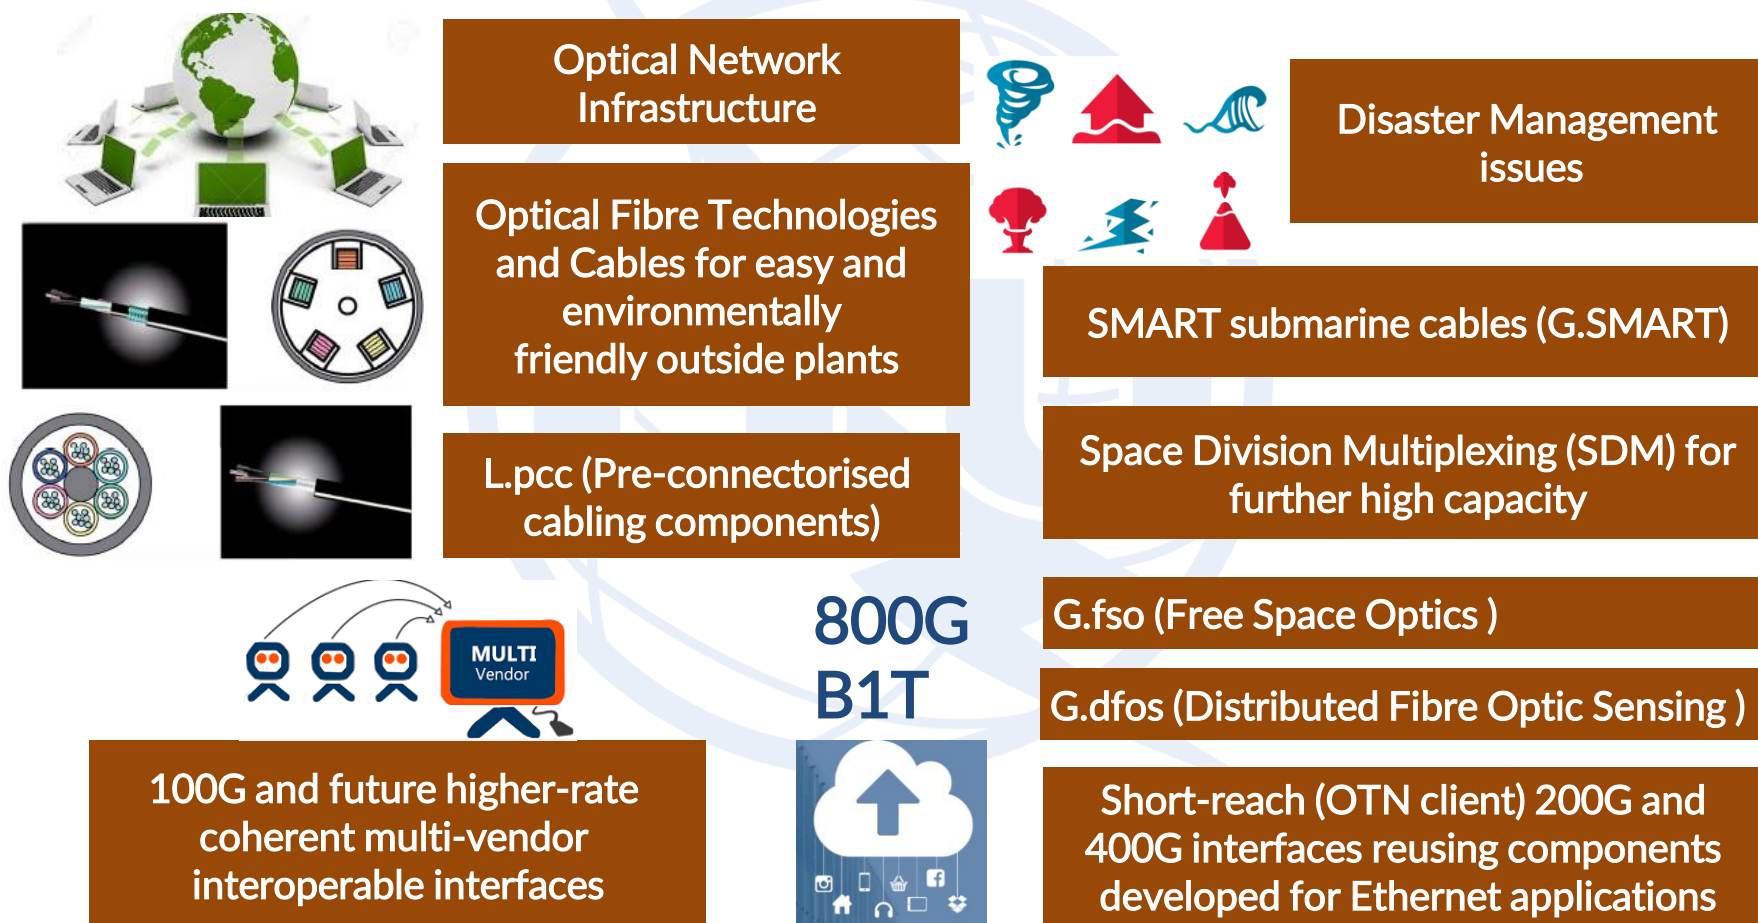 Optical Network
Infrastructure
Disaster Management
issues
Optical Fibre Technologies
and Cables for easy and
environmentally
friendly outside plants
SMART submarine cables (G.SMART)
L.pcc (Pre-connectorised
cabling components)
Space Division Multiplexing (SDM) for
further high capacity
MULTI
Vendor
800G
B1T
G.fso (Free Space Optics )
G.dfos (Distributed Fibre Optic Sensing )
100G and future higher-rate
coherent multi-vendor
interoperable interfaces
Short-reach (OTN client) 200G and
400G interfaces reusing components
developed for Ethernet applications